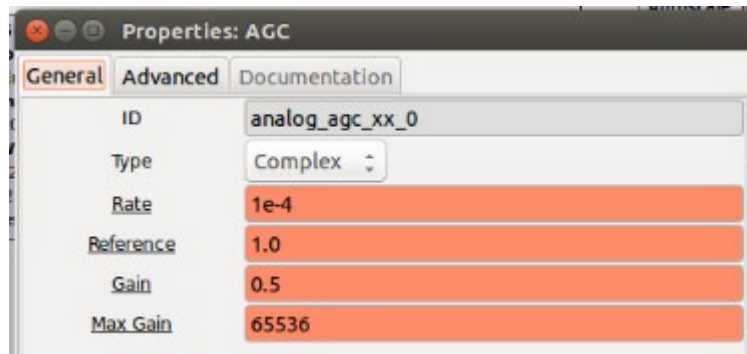 Properties: AGC
General Advanced Documentation
ID analog_agc_xx_0
Type Complex
Rate 1e-4
Reference 1.0
Gain 0.5
Max Gain 65536